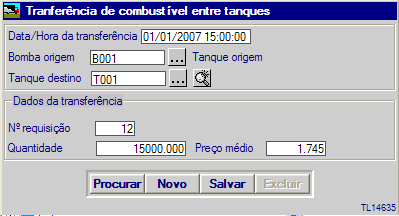 Tranferência de combustível entre tanques
Data/Hora da transferência 01/01/2007 15:00:00
Bomba origem B001 ... Tanque origem
Tanque destino T001 ...
Dados da transferência
Nº requisição 12
Quantidade 15000.000 Preço médio 1.745
Procurar Novo Salvar Excluir
TL14635